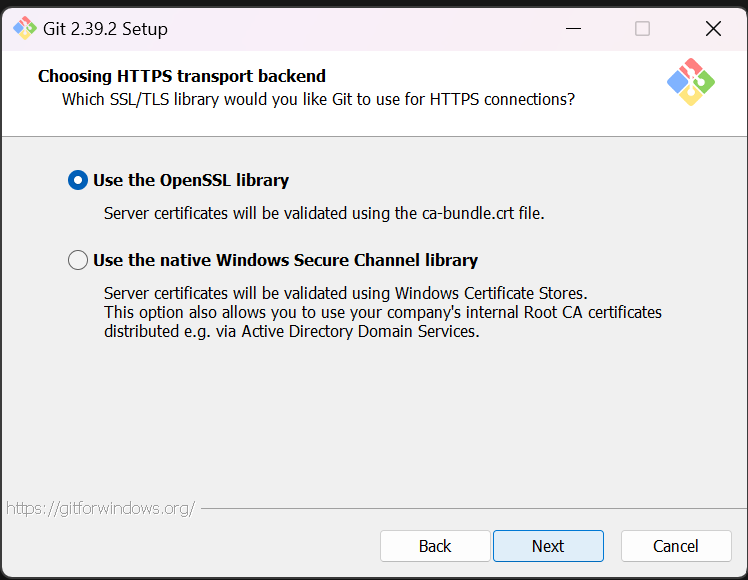 Git 2.39.2 Setup
Choosing HTTPS transport backend
Which SSL/TLS library would you like Git to use for HTTPS connections?
Use the OpenSSL library
Server certificates will be validated using the ca-bundle.crt file.
Use the native Windows Secure Channel library
Server certificates will be validated using Windows Certificate Stores.
This option also allows you to use your company's internal Root CA certificates
distributed e.g. via Active Directory Domain Services.
https://gitforwindows.org/
Back Next Cancel